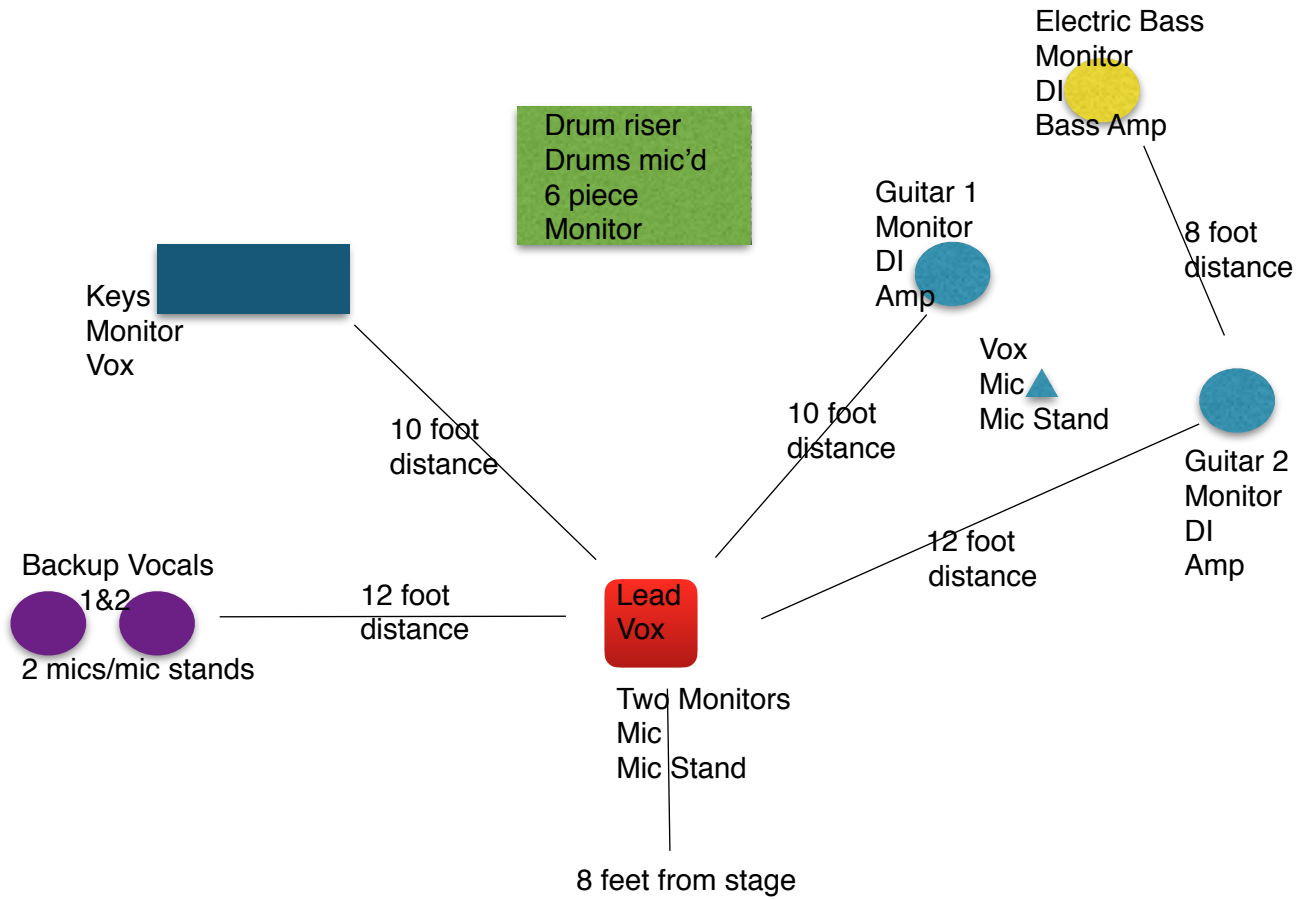 Electric Bass
Monitor
DI
Bass Amp
Drum riser
Drums mic’d
6 piece
Monitor
Guitar 1
Monitor
DI
Amp
8 foot
distance
Keys
Monitor
Vox
Vox
Mic
Mic Stand
10 foot
distance
10 foot
distance
Guitar 2
Monitor
DI
Amp
12 foot
distance
Backup Vocals
1&2
2 mics/mic stands
12 foot
distance
Lead
Vox
Two Monitors
Mic
Mic Stand
8 feet from stage